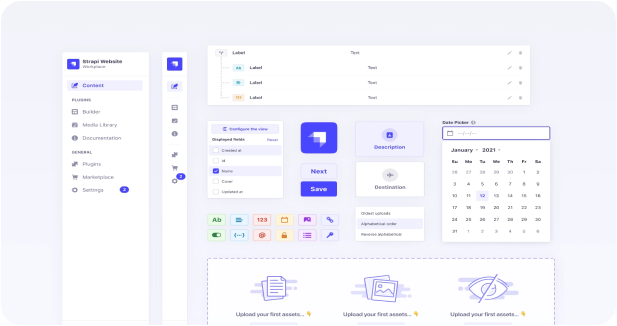 Strapi Website
Workplace
Content
PLUGINS
Builder
Media Library
Documentation
GENERAL
Plugins
Marketplace
Settings
2
2
Label Text
Ab Label Text
Label Text
123 Label Text
Configure the view
Displayed fields Reset
Created at
Id
Name
Cover
Updated at
Next
Save
Description
Destination
Oldest uploads
Alphabetical order
Reverse alphabetical
Ab
123
{···}
@
Date Picker
--/--/--
January 2021
Su Mo Tu We Th Fr Sa
26 27 28 29 30 1 2
3 4 5 6 7 8 9
10 11 12 13 14 15 16
17 18 19 20 21 22 23
24 25 26 27 28 29 30
31 1 2 3 4 5 6
Upload your first assets... 👇
Upload your first assets... 👇
Upload your first assets... 👇